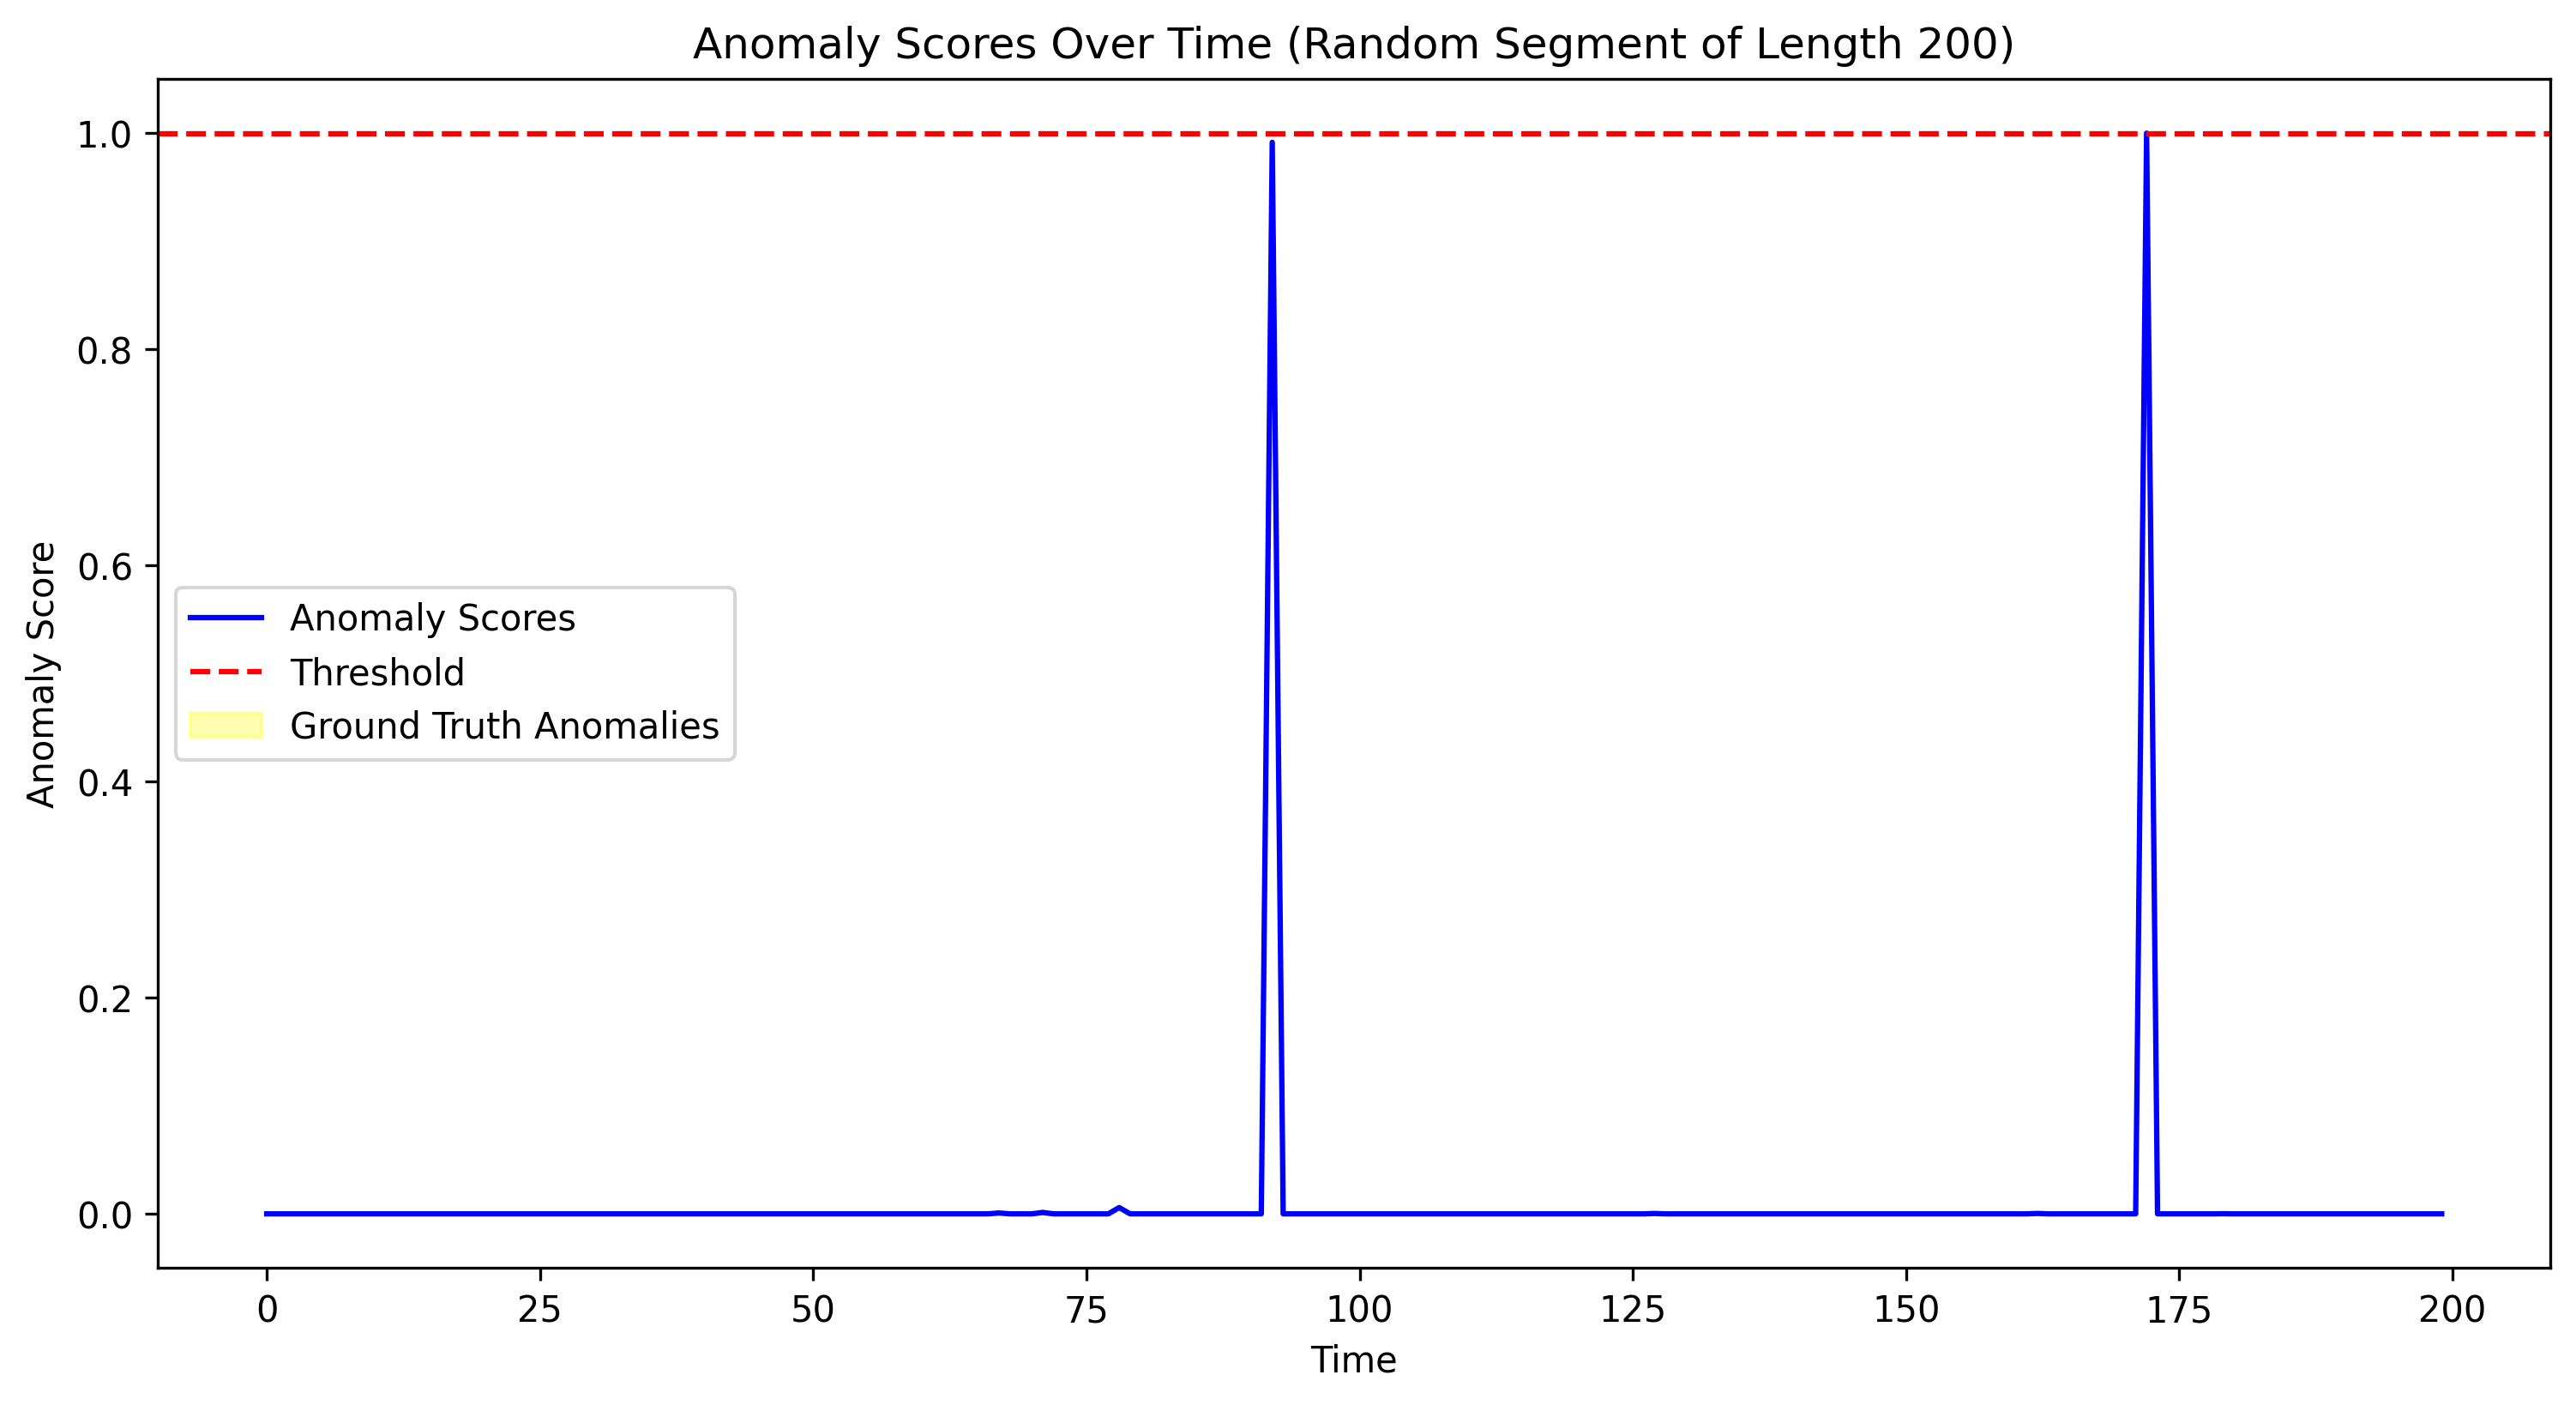 Anomaly Scores Over Time (Random Segment of Length 200)
1.0
0.8
0.6
0.4
0.2
0.0
Anomaly Score
Anomaly Scores
Threshold
Ground Truth Anomalies
0 25 50 75 100 125 150 175 200
Time